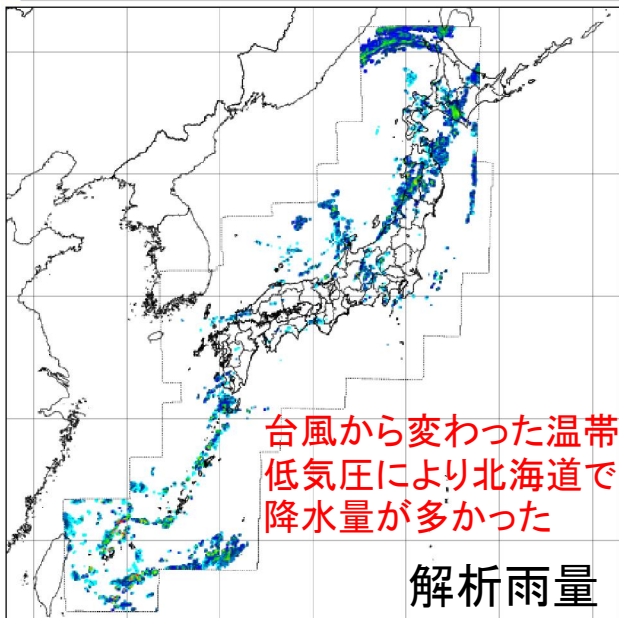 台風から変わった温帯
低気圧により北海道で
降水量が多かった
解析雨量